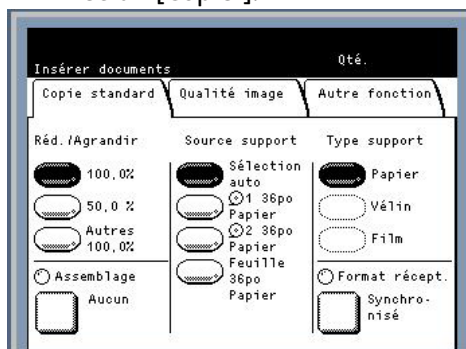 Insérer documents
Qté.
Copie standard
Qualité image
Autre fonction
Réd./Agrandir
100,0%
50,0 %
Autres
100,0%
Assemblage
Aucun
Source support
Sélection
auto
1 36po
Papier
2 36po
Papier
Feuille
36po
Papier
Type support
Papier
Vélin
Film
Format récept.
Synchro-
nisé